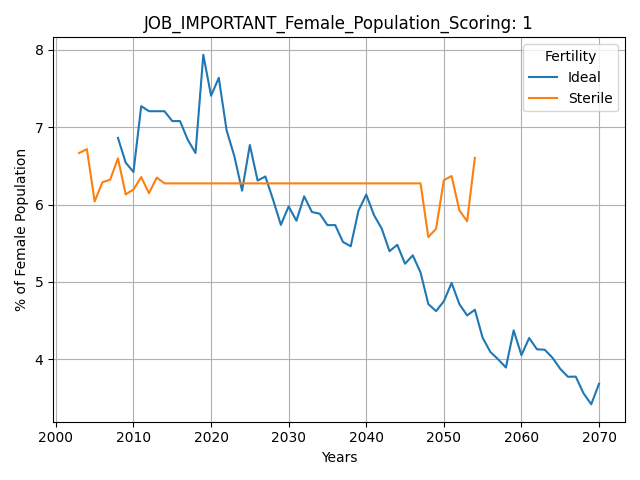 JOB_IMPORTANT_Female_Population_Scoring: 1
Fertility
Ideal
Sterile
% of Female Population
8
7
6
5
4
2000 2010 2020 2030 2040 2050 2060 2070
Years